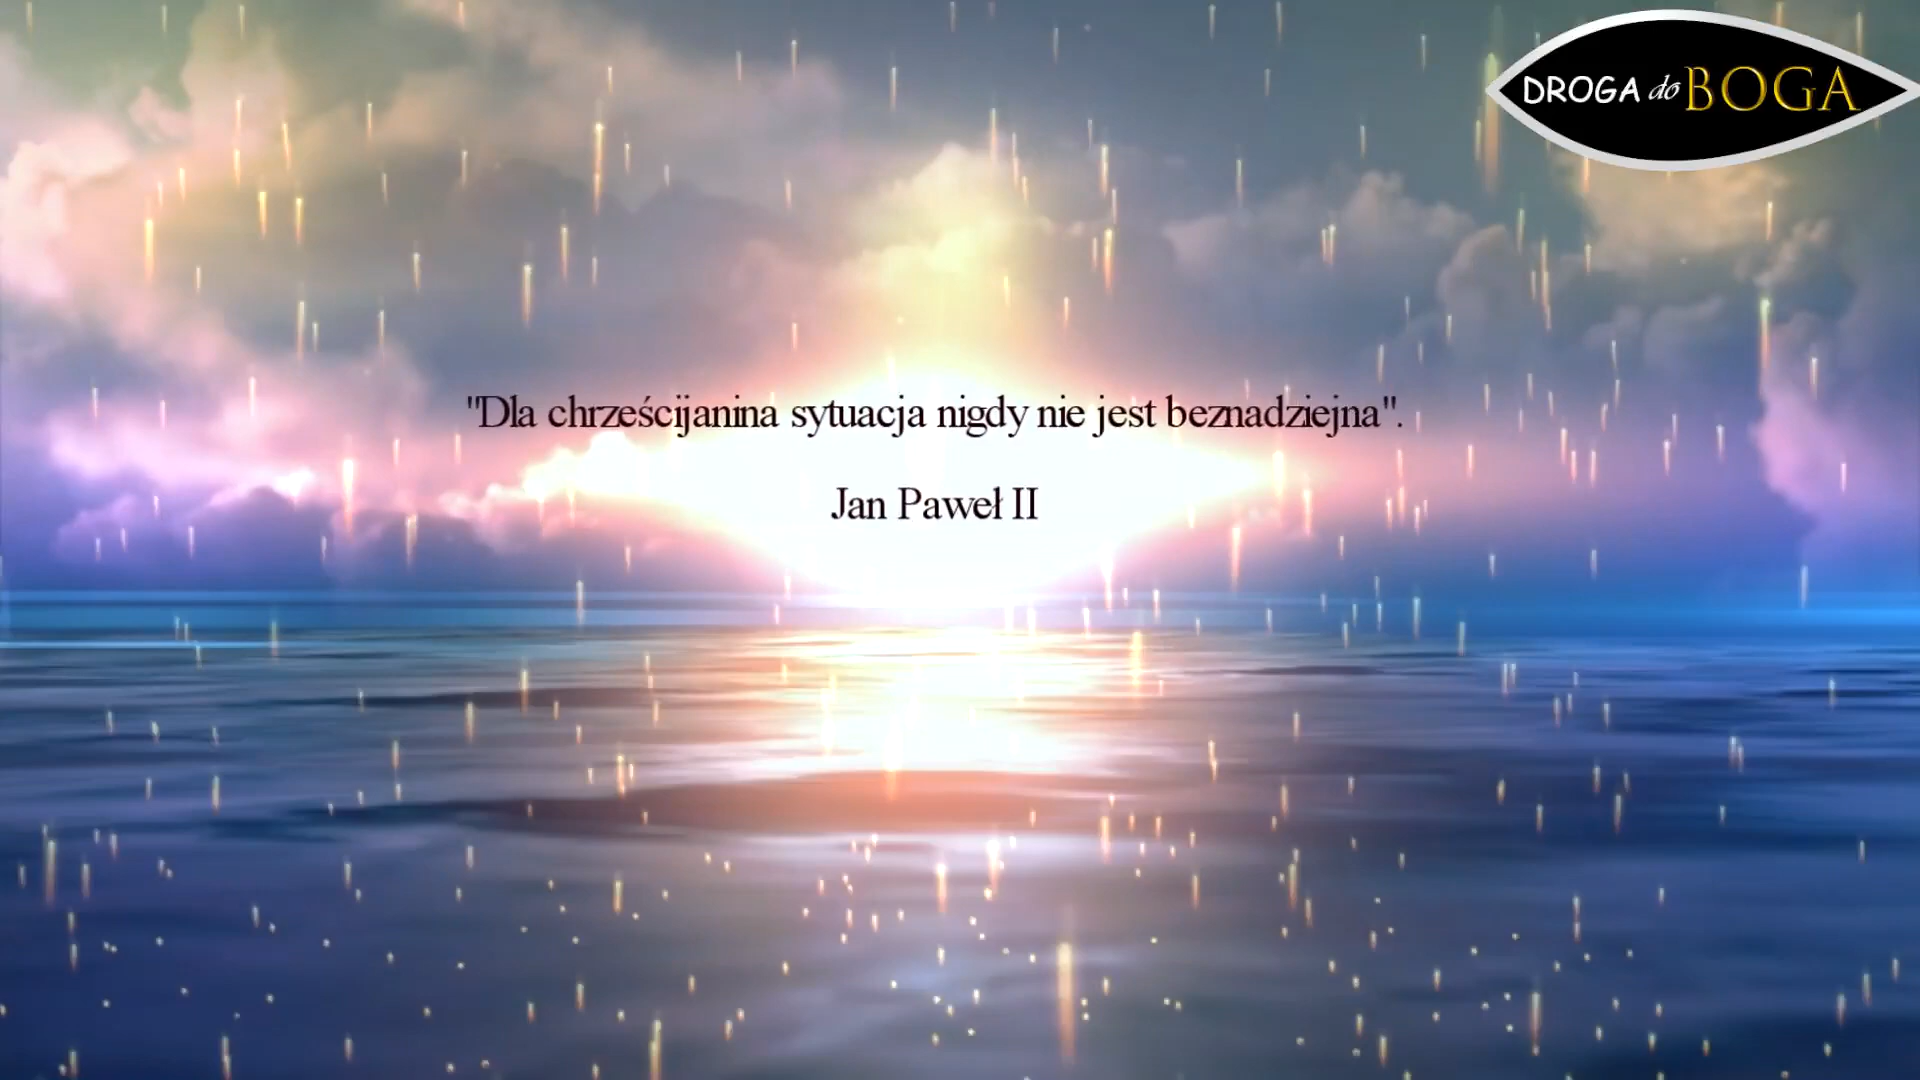 DROGA do BOGA
"Dla chrześcijanina sytuacja nigdy nie jest beznadziejna".
Jan Paweł II